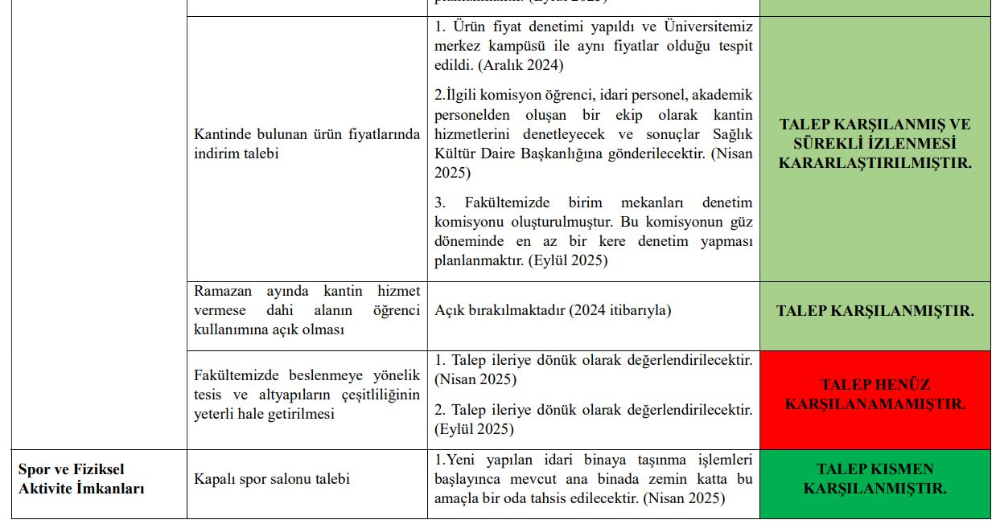 planlanmaktır. (Eylül 2025)
1. Ürün fiyat denetimi yapıldı ve Üniversitemiz
merkez kampüsü ile aynı fiyatlar olduğu tespit
edildi. (Aralık 2024)
2.İlgili komisyon öğrenci, idari personel, akademik
personelden oluşan bir ekip olarak kantin
hizmetlerini denetleyecek ve sonuçlar Sağlık
Kültür Daire Başkanlığına gönderilecektir. (Nisan
2025)
3. Fakültemizde birim mekanları denetim
komisyonu oluşturulmuştur. Bu komisyonun güz
döneminde en az bir kere denetim yapması
planlanmaktır. (Eylül 2025)
Kantinde bulunan ürün fiyatlarında
indirim talebi
TALEP KARŞILANMIŞ VE
SÜREKLİ İZLENMESİ
KARARLAŞTIRILMIŞTIR.
Ramazan ayında kantin hizmet
vermese dahi alanın öğrenci
kullanımına açık olması
Açık bırakılmaktadır (2024 itibarıyla)
TALEP KARŞILANMIŞTIR.
Fakültemizde beslenmeye yönelik
tesis ve altyapıların çeşitliliğinin
yeterli hale getirilmesi
1. Talep ileriye dönük olarak değerlendirilecektir.
(Nisan 2025)
2. Talep ileriye dönük olarak değerlendirilecektir.
(Eylül 2025)
TALEP HENÜZ
KARŞILANAMAMIŞTIR.
Spor ve Fiziksel
Aktivite İmkanları
Kapalı spor salonu talebi
1.Yeni yapılan idari binaya taşınma işlemleri
başlayınca mevcut ana binada zemin katta bu
amaçla bir oda tahsis edilecektir. (Nisan 2025)
TALEP KISMEN
KARŞILANMIŞTIR.